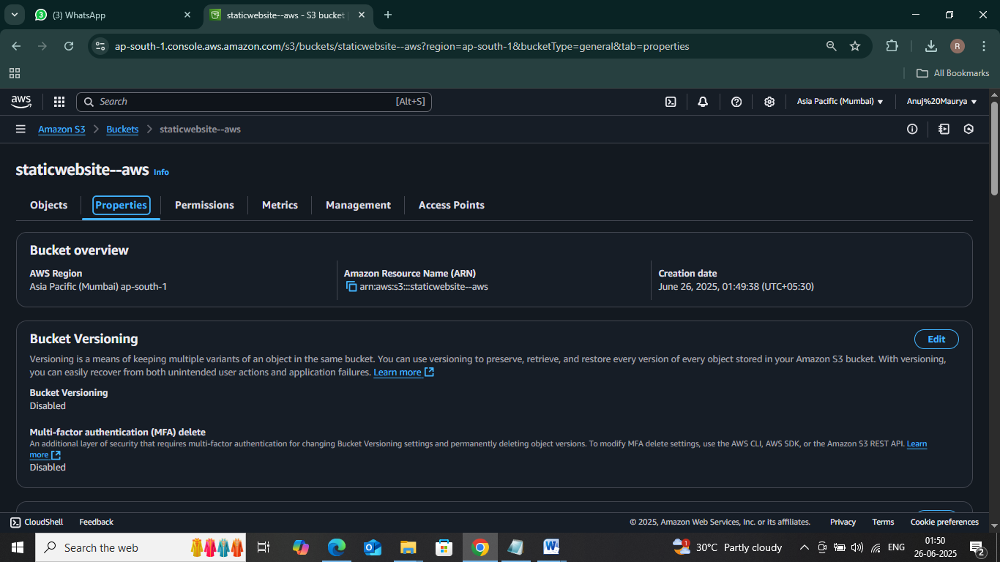 (3) WhatsApp
staticwebsite--aws - S3 bucket
ap-south-1.console.aws.amazon.com/s3/buckets/staticwebsite--aws?region=ap-south-1&bucketType=general&tab=properties
R
All Bookmarks
aws
Search
[Alt+S]
Asia Pacific (Mumbai)
Anuj%20Maurya
Amazon S3 > Buckets > staticwebsite--aws
staticwebsite--aws Info
Objects Properties Permissions Metrics Management Access Points
Bucket overview
AWS Region
Asia Pacific (Mumbai) ap-south-1
Amazon Resource Name (ARN)
arn:aws:s3:::staticwebsite--aws
Creation date
June 26, 2025, 01:49:38 (UTC+05:30)
Bucket Versioning
Edit
Versioning is a means of keeping multiple variants of an object in the same bucket. You can use versioning to preserve, retrieve, and restore every version of every object stored in your Amazon S3 bucket. With versioning,
you can easily recover from both unintended user actions and application failures. Learn more
Bucket Versioning
Disabled
Multi-factor authentication (MFA) delete
An additional layer of security that requires multi-factor authentication for changing Bucket Versioning settings and permanently deleting object versions. To modify MFA delete settings, use the AWS CLI, AWS SDK, or the Amazon S3 REST API. Learn
more
Disabled
CloudShell Feedback
© 2025, Amazon Web Services, Inc. or its affiliates. Privacy Terms Cookie preferences
Search the web
1
30°C Partly cloudy
ENG
01:50
26-06-2025
2